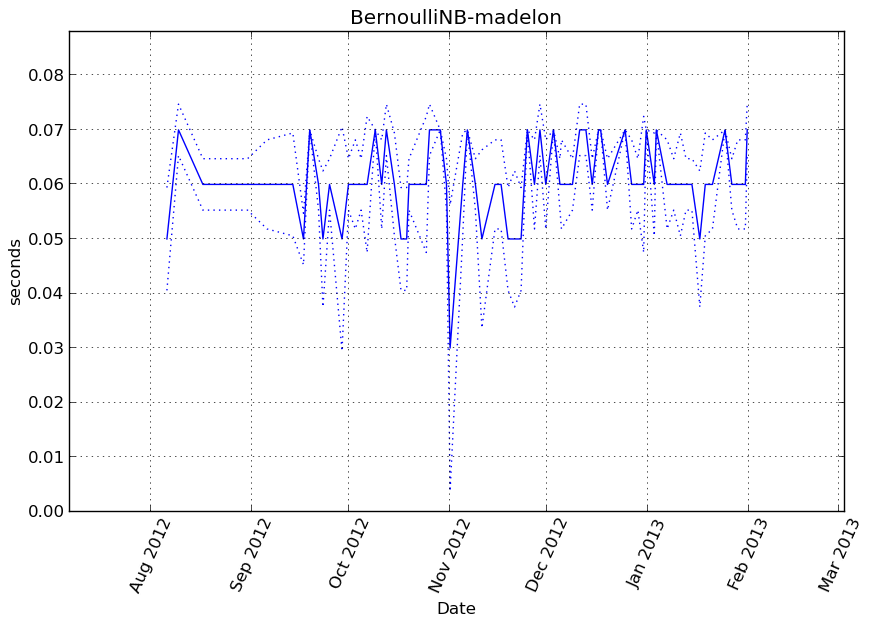 BernoulliNB-madelon
0.08
0.07
0.06
0.05
0.04
0.03
0.02
0.01
0.00
seconds
Aug 2012
Sep 2012
Oct 2012
Nov 2012
Dec 2012
Jan 2013
Feb 2013
Mar 2013
Date